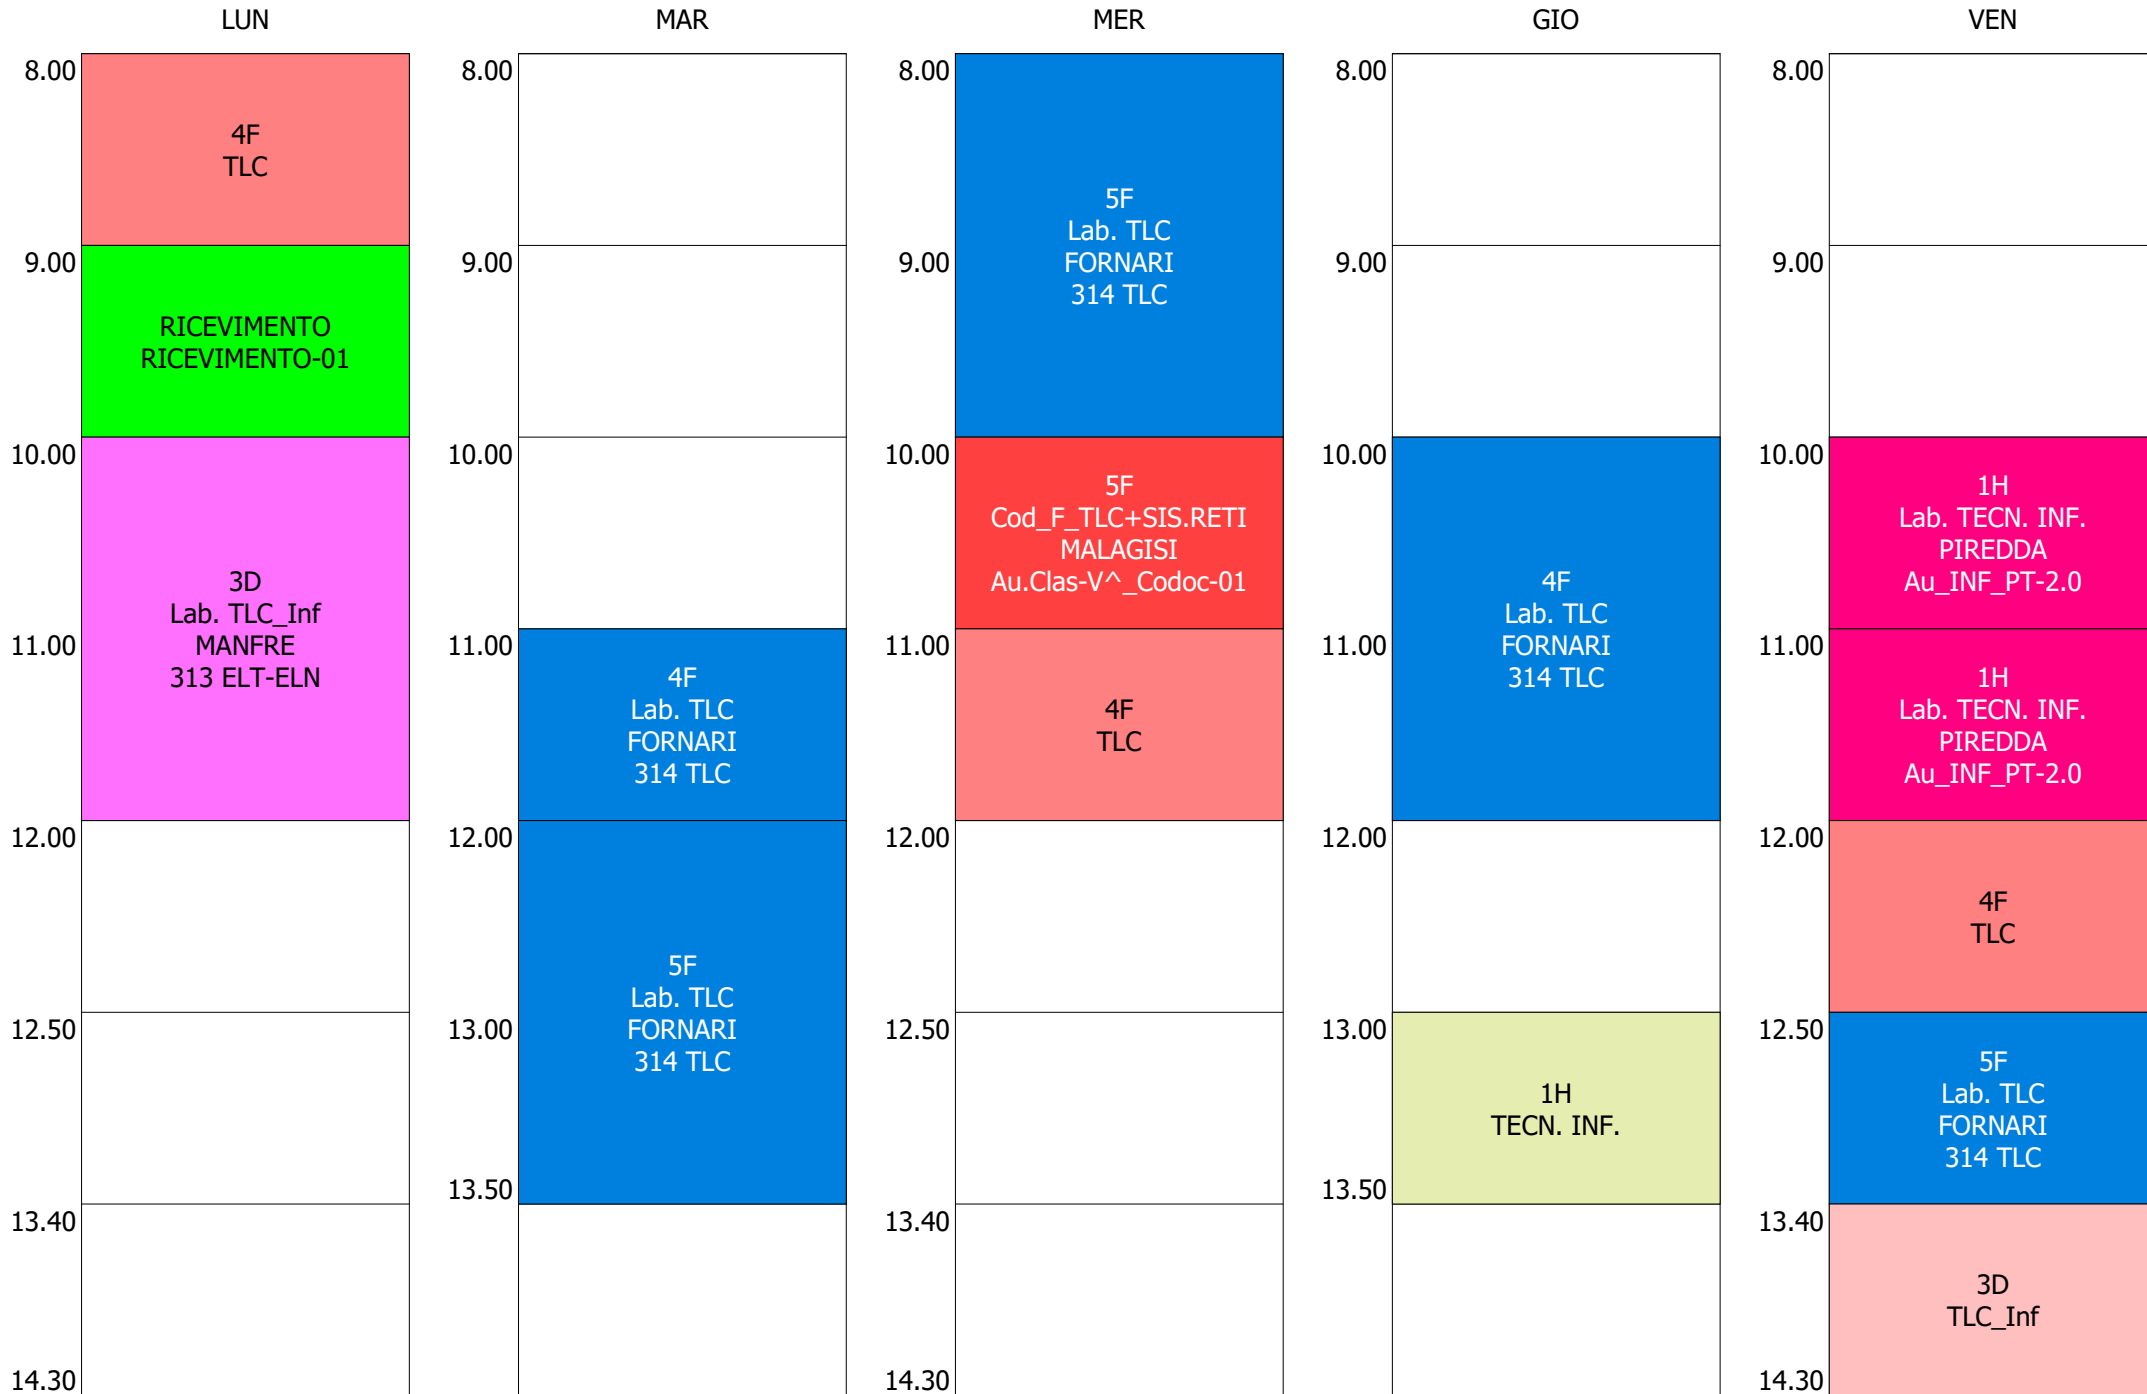 LUN
MAR
MER
GIO
VEN
8.00
4F
TLC
9.00
RICEVIMENTO
RICEVIMENTO-01
10.00
3D
Lab. TLC_Inf
MANFRE
313 ELT-ELN
11.00
12.00
12.50
13.40
14.30
8.00
9.00
10.00
11.00
4F
Lab. TLC
FORNARI
314 TLC
12.00
5F
Lab. TLC
FORNARI
314 TLC
13.00
13.50
8.00
5F
Lab. TLC
FORNARI
314 TLC
9.00
10.00
5F
Cod_F_TLC+SIS.RETI
MALAGISI
Au.Clas-V^_Codoc-01
11.00
4F
TLC
12.00
12.50
13.40
14.30
8.00
9.00
10.00
4F
Lab. TLC
FORNARI
314 TLC
11.00
12.00
13.00
1H
TECN. INF.
13.50
8.00
9.00
10.00
1H
Lab. TECN. INF.
PIREDDA
Au_INF_PT-2.0
11.00
1H
Lab. TECN. INF.
PIREDDA
Au_INF_PT-2.0
12.00
4F
TLC
12.50
5F
Lab. TLC
FORNARI
314 TLC
13.40
3D
TLC_Inf
14.30